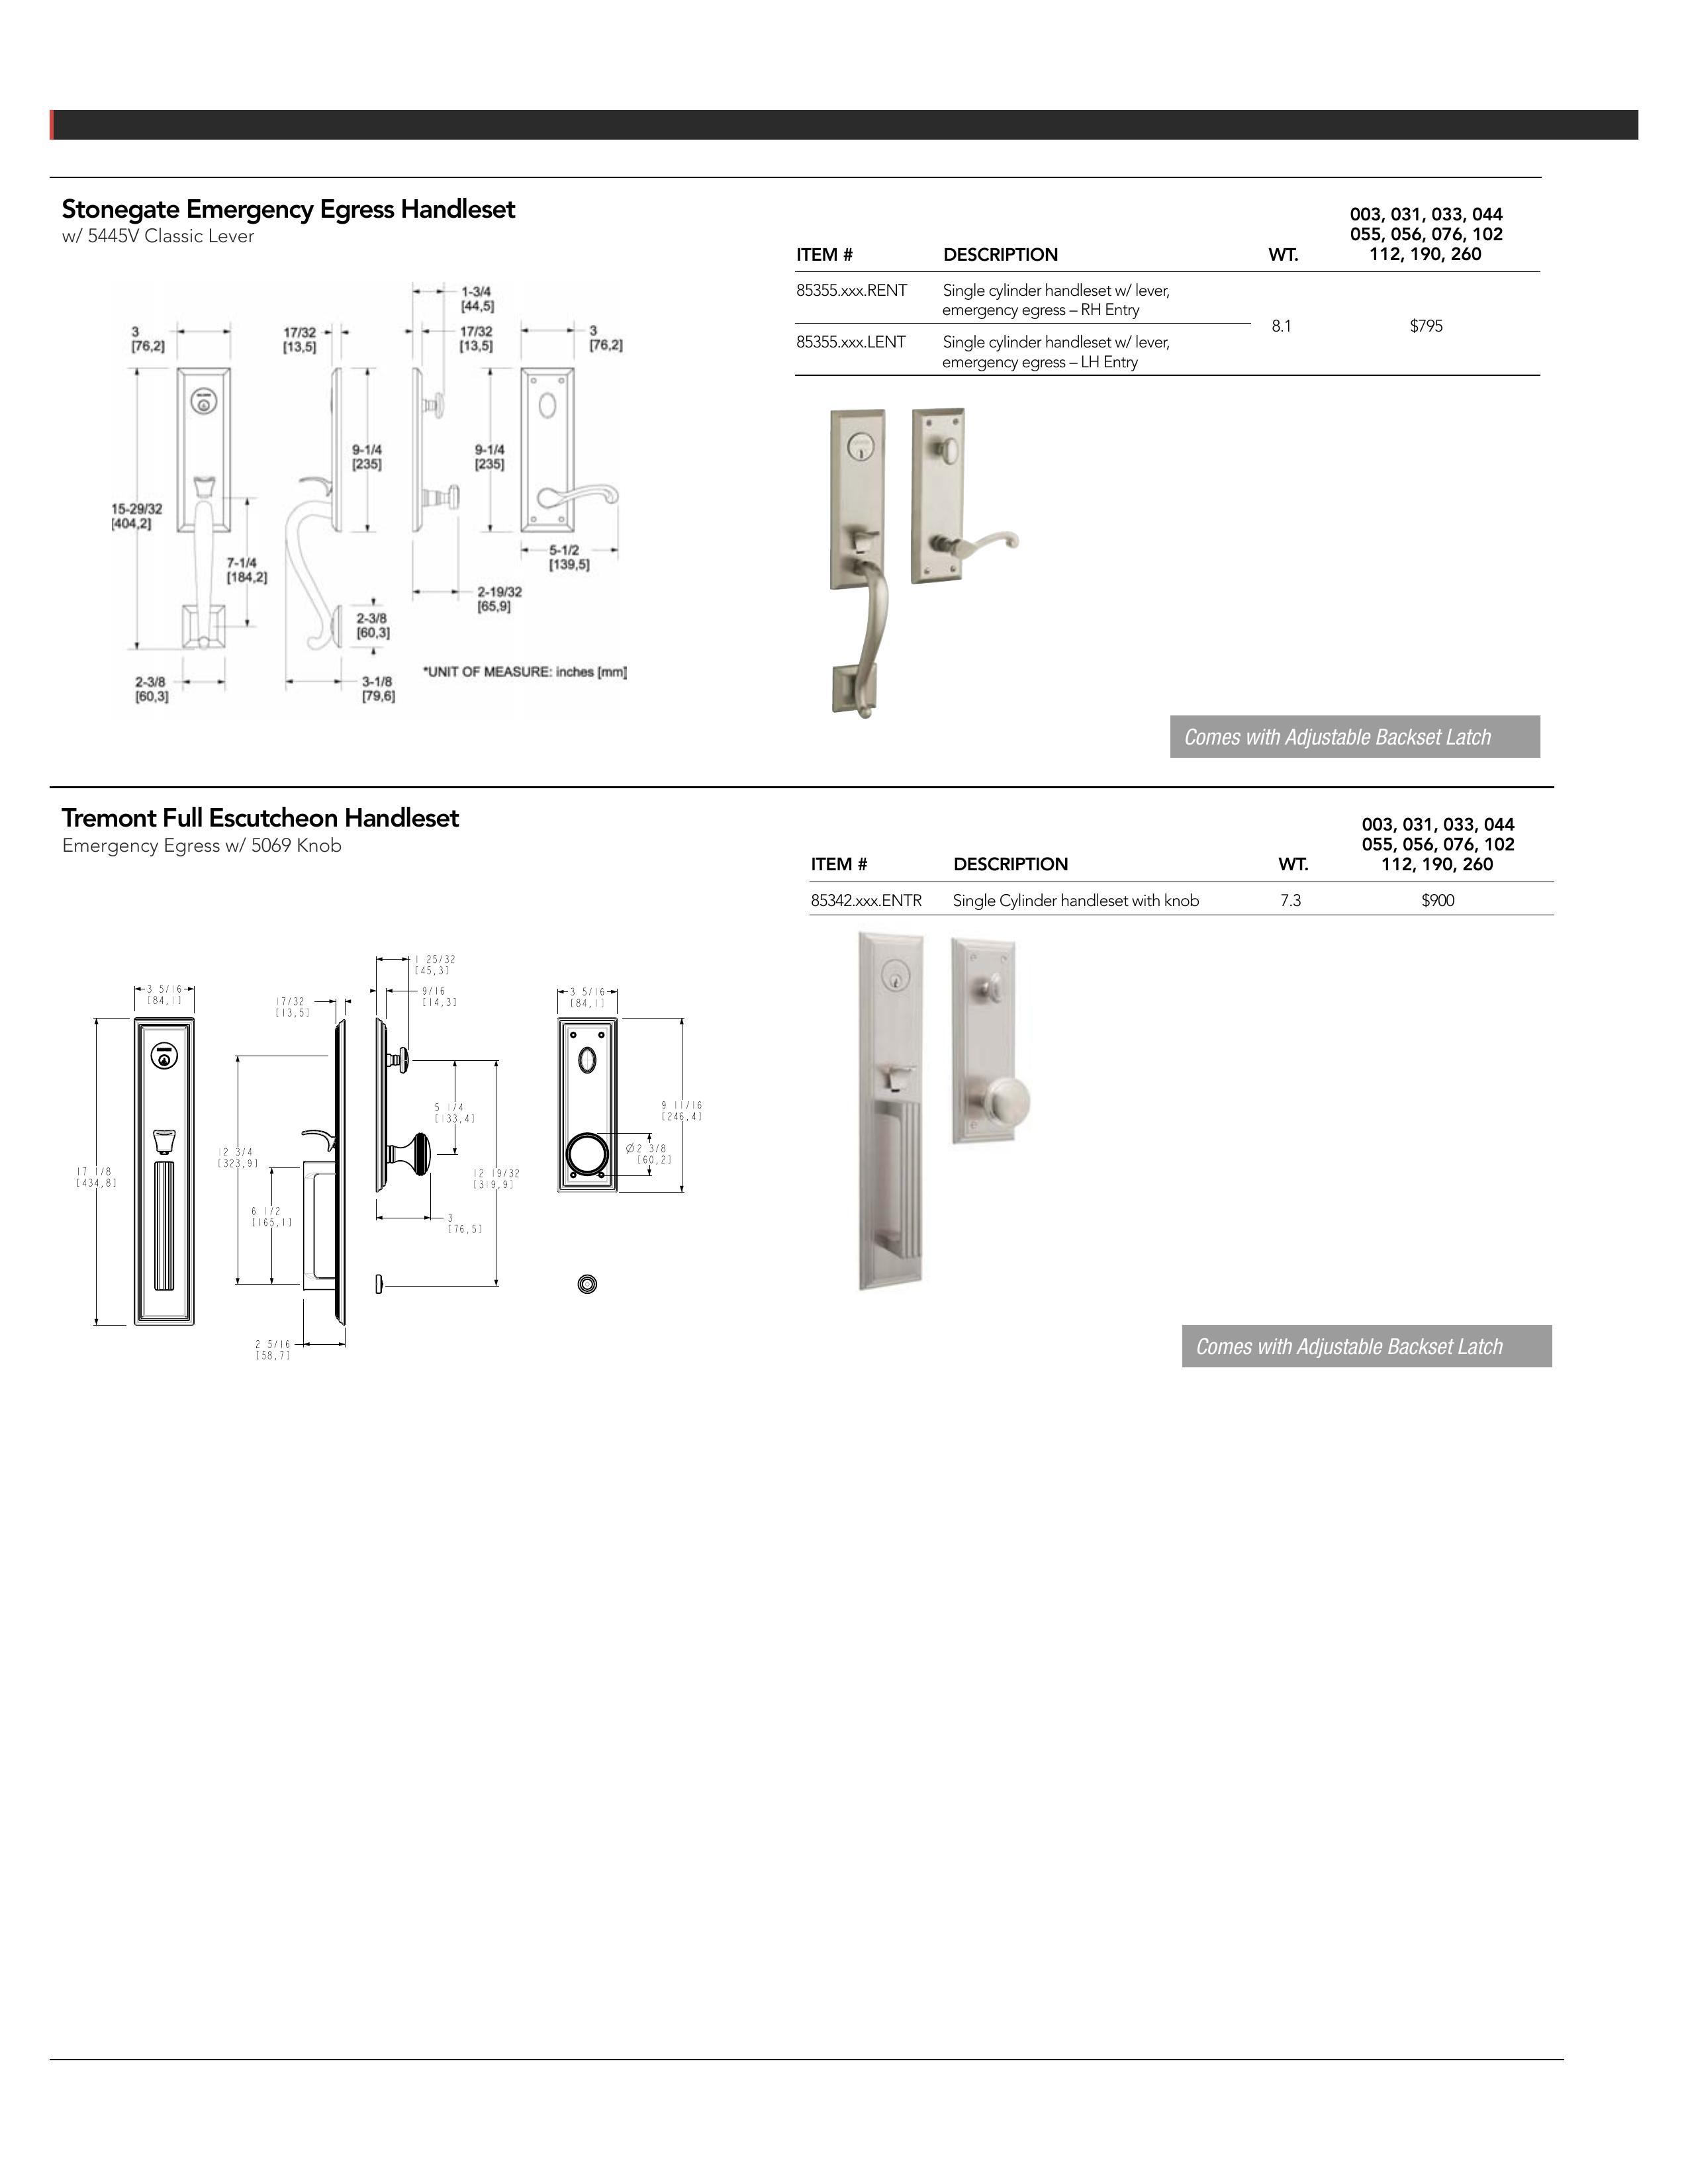 Stonegate Emergency Egress Handleset
w/ 5445V Classic Lever
003, 031, 033, 044
055, 056, 076, 102
ITEM # DESCRIPTION WT. 112, 190, 260
85355.xxx.RENT Single cylinder handleset w/ lever,
emergency egress – RH Entry
8.1 $795
85355.xxx.LENT Single cylinder handleset w/ lever,
emergency egress – LH Entry
1-3/4
[44,5]
3
[76,2]
17/32
[13,5]
17/32
[13,5]
3
[76,2]
9-1/4
[235]
9-1/4
[235]
15-29/32
[404,2]
7-1/4
[184,2]
5-1/2
[139,5]
2-19/32
[65,9]
2-3/8
[60,3]
*UNIT OF MEASURE: inches [mm]
2-3/8
[60,3]
3-1/8
[79,6]
Comes with Adjustable Backset Latch
Tremont Full Escutcheon Handleset
Emergency Egress w/ 5069 Knob
003, 031, 033, 044
055, 056, 076, 102
ITEM # DESCRIPTION WT. 112, 190, 260
85342.xxx.ENTR Single Cylinder handleset with knob 7.3 $900
1 25/32
[45,3]
3 5/16
[84,1]
17/32
[13,5]
9/16
[14,3]
3 5/16
[84,1]
5 1/4
[133,4]
9 11/16
[246,4]
12 3/4
[323,9]
Ø2 3/8
[60,2]
17 1/8
[434,8]
12 19/32
[319,9]
6 1/2
[165,1]
3
[76,5]
2 5/16
[58,7]
Comes with Adjustable Backset Latch